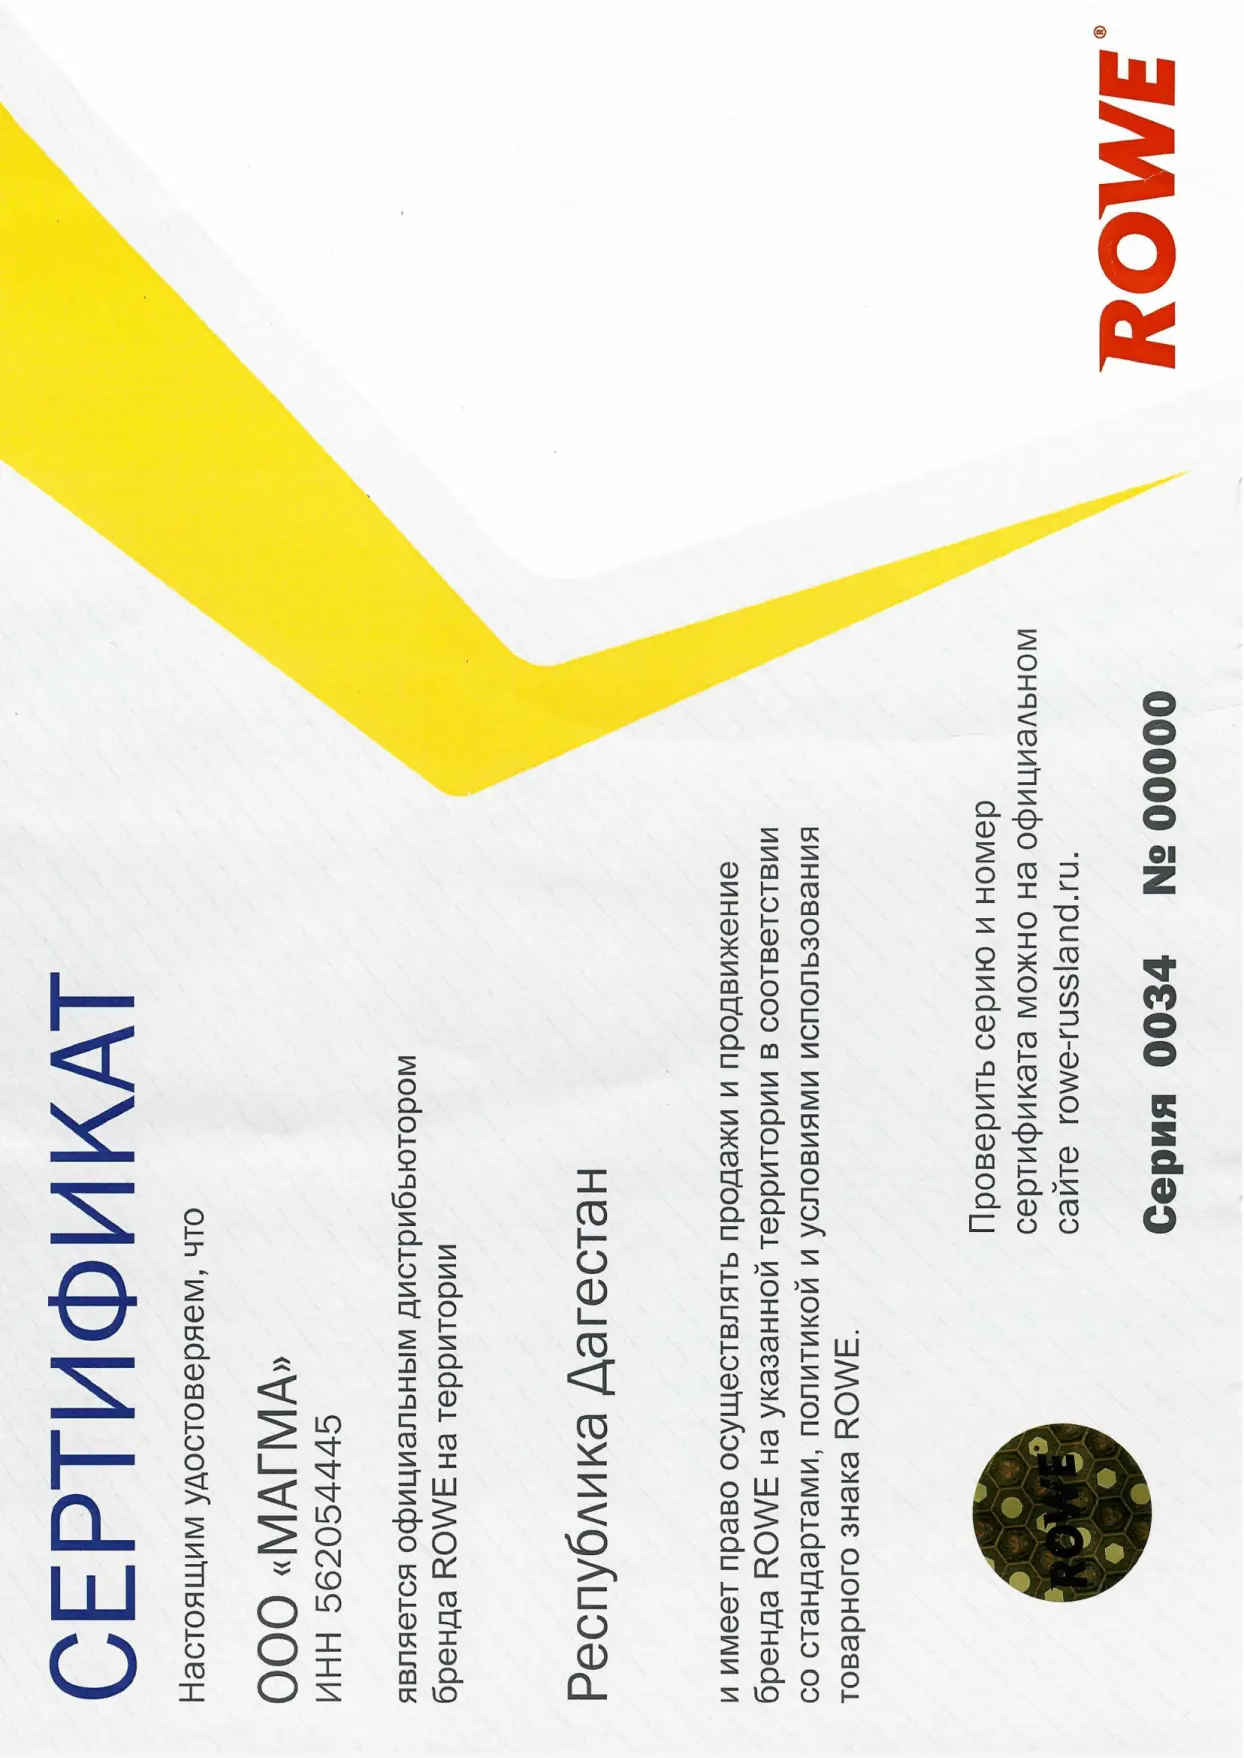 СЕРТИФИКАТ
Настоящим удостоверяем, что
ООО «МАГМА»
ИНН 5620544445
является официальным дистрибьютором
бренда ROWE на территории
Республика Дагестан
и имеет право осуществлять продажи и продвижение
бренда ROWE на указанной территории в соответствии
со стандартами, политикой и условиями использования
товарного знака ROWE.
ROWE
Проверить серию и номер
сертификата можно на официальном
сайте rowe-russland.ru.
Серия 0034 № 00000
ROWE®